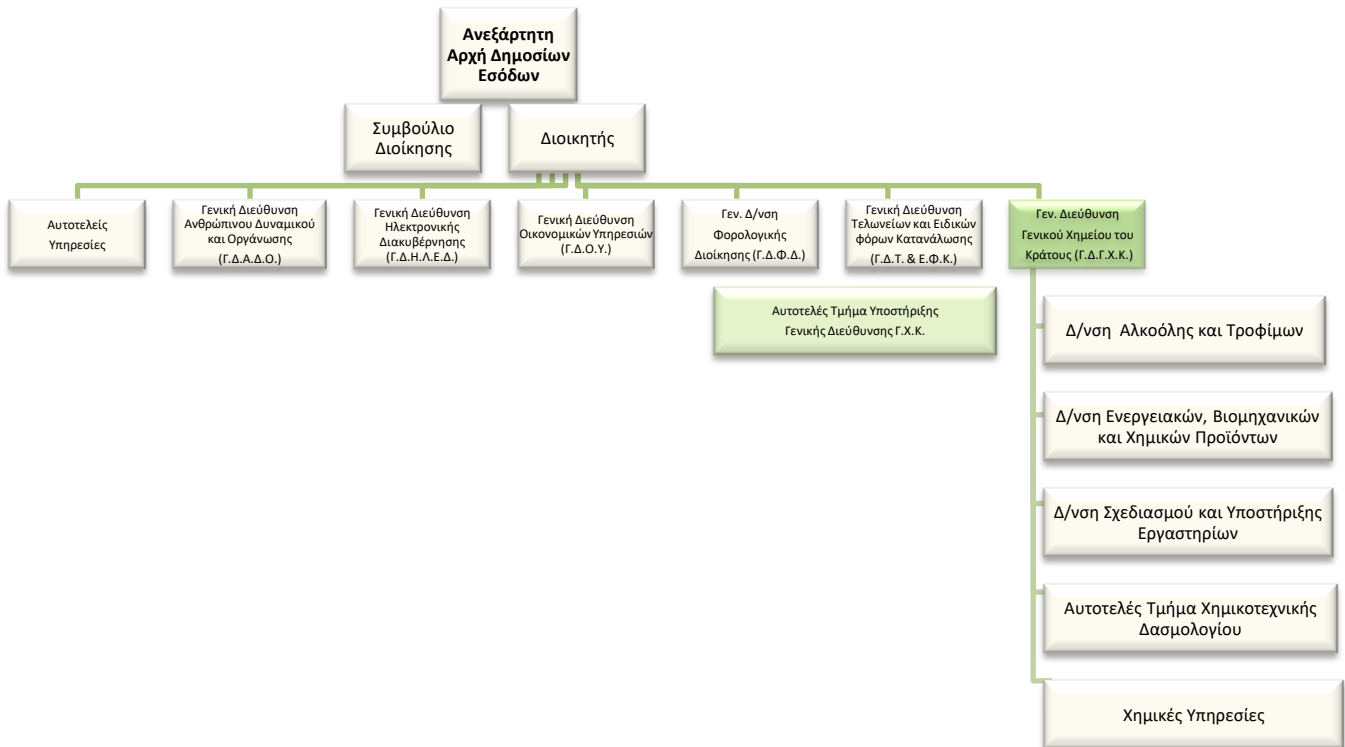 Ανεξάρτητη
Αρχή Δημοσίων
Εσόδων
Συμβούλιο
Διοίκησης
Διοικητής
Αυτοτελείς
Υπηρεσίες
Γενική Διεύθυνση
Ανθρώπινου Δυναμικού
και Οργάνωσης
(Γ.Δ.Α.Δ.Ο.)
Γενική Διεύθυνση
Ηλεκτρονικής
Διακυβέρνησης
(Γ.Δ.Η.Λ.Ε.Δ.)
Γενική Διεύθυνση
Οικονομικών Υπηρεσιών
(Γ.Δ.Ο.Υ.)
Γεν. Δ/νση
Φορολογικής
Διοίκησης (Γ.Δ.Φ.Δ.)
Γενική Διεύθυνση
Τελωνείων και Ειδικών
φόρων Κατανάλωσης
(Γ.Δ.Τ. & Ε.Φ.Κ.)
Γεν. Διεύθυνση
Γενικού Χημείου του
Κράτους (Γ.Δ.Γ.Χ.Κ.)
Αυτοτελές Τμήμα Υποστήριξης
Γενικής Διεύθυνσης Γ.Χ.Κ.
Δ/νση Αλκοόλης και Τροφίμων
Δ/νση Ενεργειακών, Βιομηχανικών
και Χημικών Προϊόντων
Δ/νση Σχεδιασμού και Υποστήριξης
Εργαστηρίων
Αυτοτελές Τμήμα Χημικοτεχνικής
Δασμολογίου
Χημικές Υπηρεσίες